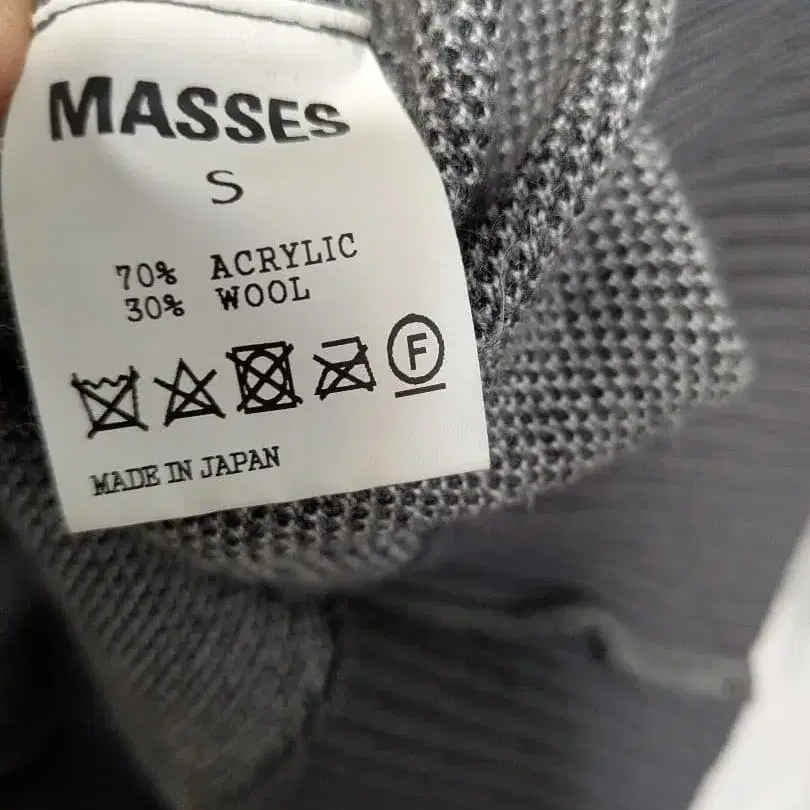 MASSES
S
70% ACRYLIC
30% WOOL
F
MADE IN JAPAN